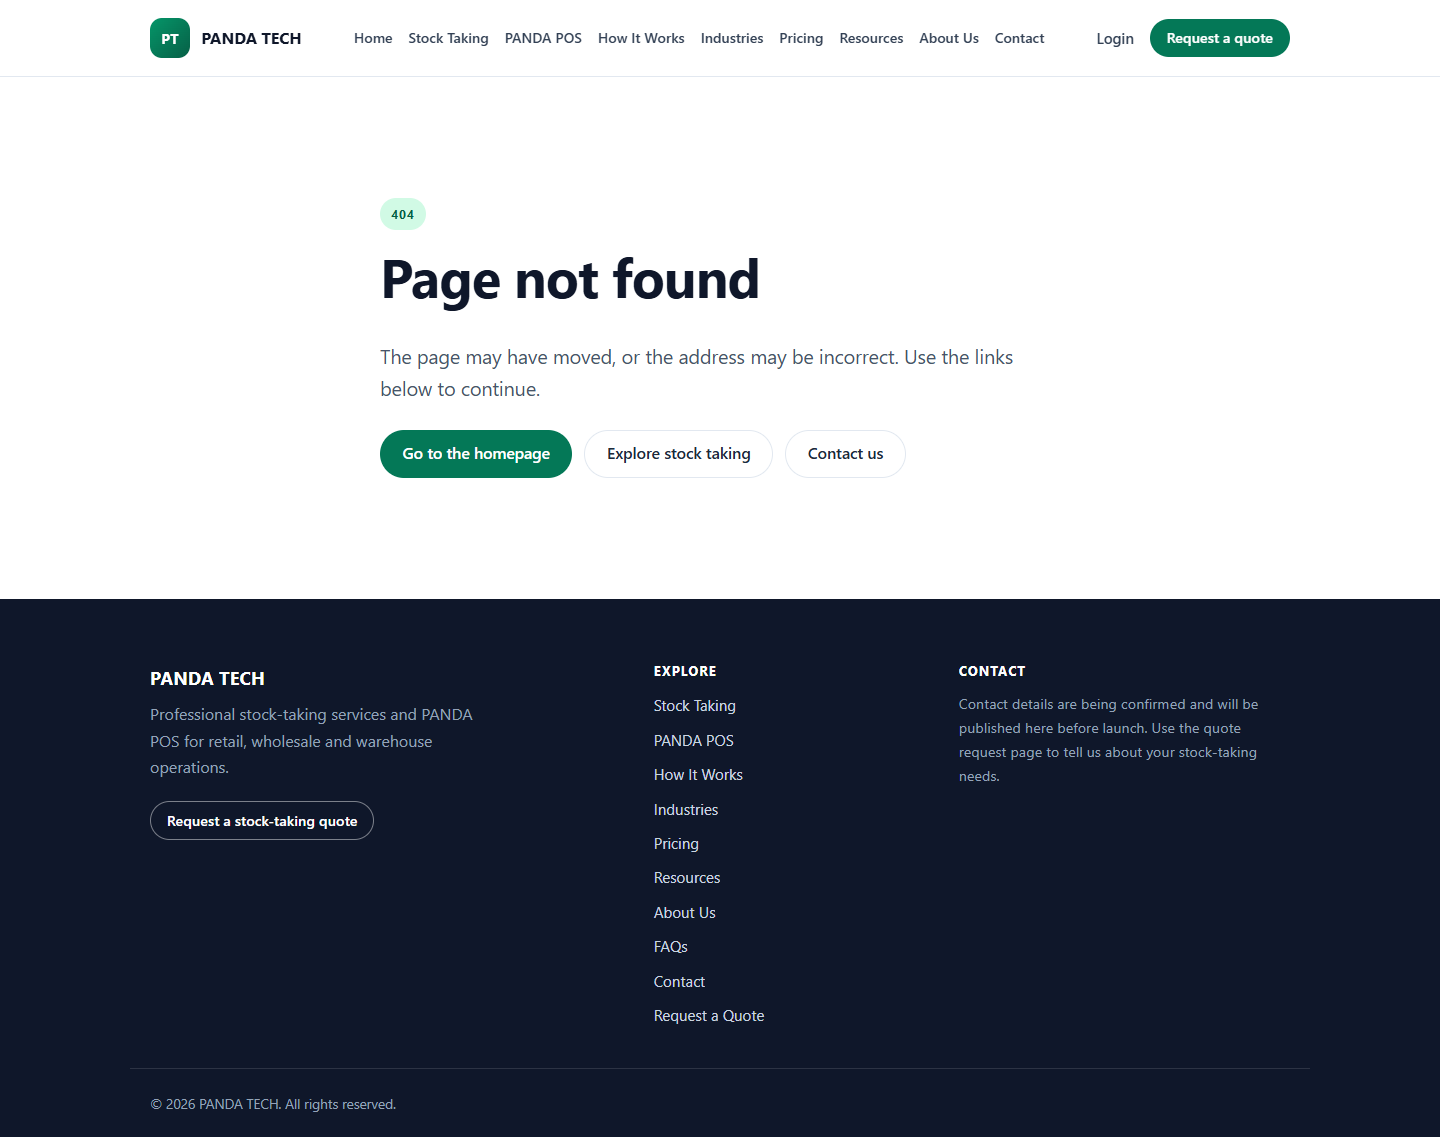 PT
PANDA TECH
Home
Stock Taking
PANDA POS
How It Works
Industries
Pricing
Resources
About Us
Contact
Login
Request a quote
404
Page not found
The page may have moved, or the address may be incorrect. Use the links
below to continue.
Go to the homepage
Explore stock taking
Contact us
PANDA TECH
Professional stock-taking services and PANDA
POS for retail, wholesale and warehouse
operations.
Request a stock-taking quote
EXPLORE
Stock Taking
PANDA POS
How It Works
Industries
Pricing
Resources
About Us
FAQs
Contact
Request a Quote
CONTACT
Contact details are being confirmed and will be
published here before launch. Use the quote
request page to tell us about your stock-taking
needs.
© 2026 PANDA TECH. All rights reserved.